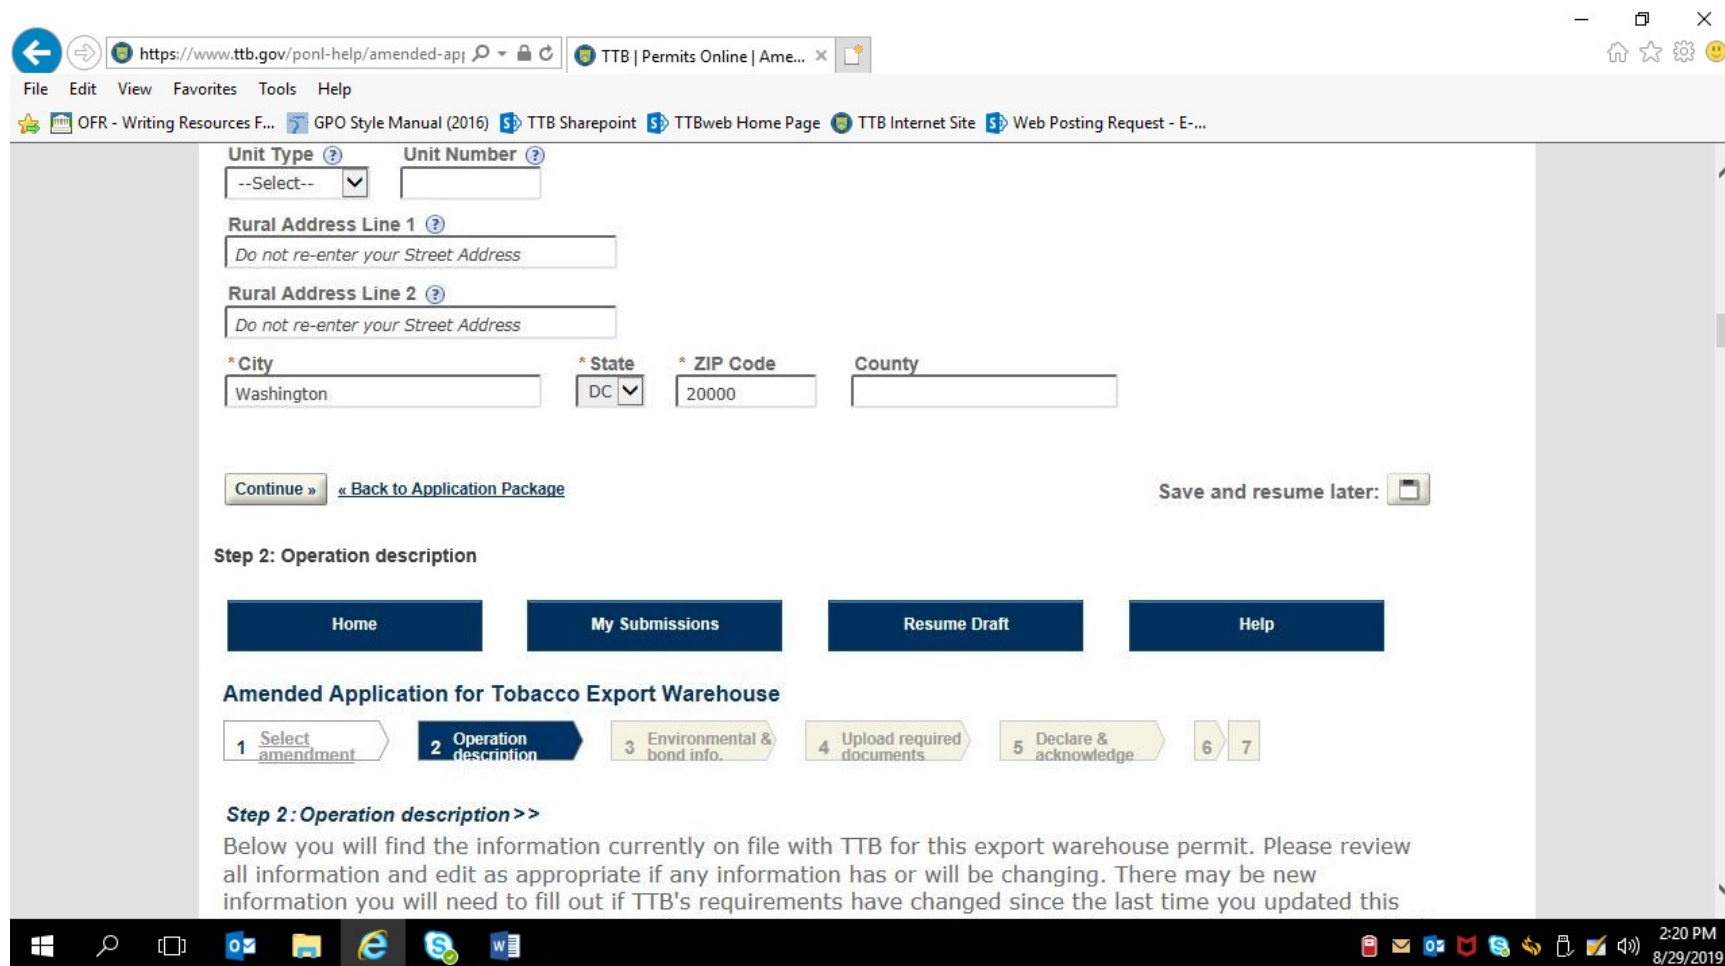 https://www.ttb.gov/ponl-help/amended-ap
TTB | Permits Online | Ame...
File Edit View Favorites Tools Help
OFR - Writing Resources F... GPO Style Manual (2016) TTB Sharepoint TTBweb Home Page TTB Internet Site Web Posting Request - E-...
Unit Type Unit Number
--Select--
Rural Address Line 1
Do not re-enter your Street Address
Rural Address Line 2
Do not re-enter your Street Address
* City * State * ZIP Code County
Washington DC 20000
Continue » « Back to Application Package Save and resume later:
Step 2: Operation description
Home My Submissions Resume Draft Help
Amended Application for Tobacco Export Warehouse
1 Select amendment 2 Operation description 3 Environmental & bond info. 4 Upload required documents 5 Declare & acknowledge 6 7
Step 2: Operation description>>
Below you will find the information currently on file with TTB for this export warehouse permit. Please review
all information and edit as appropriate if any information has or will be changing. There may be new
information you will need to fill out if TTB's requirements have changed since the last time you updated this
2:20 PM
8/29/2019